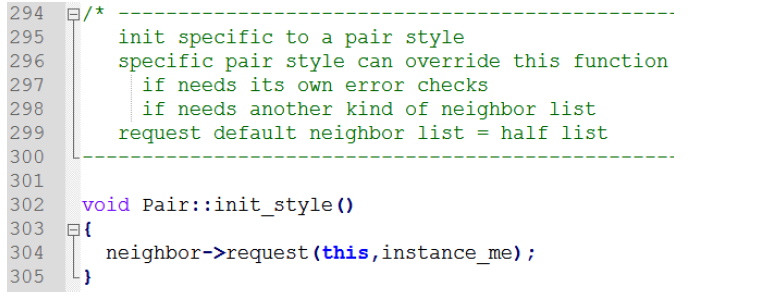 294 /* -----------------------------------------------
295 init specific to a pair style
296 specific pair style can override this function
297 if needs its own error checks
298 if needs another kind of neighbor list
299 request default neighbor list = half list
300 --------------------------------------------------
301
302 void Pair::init_style()
303 {
304 neighbor->request(this,instance_me);
305 }